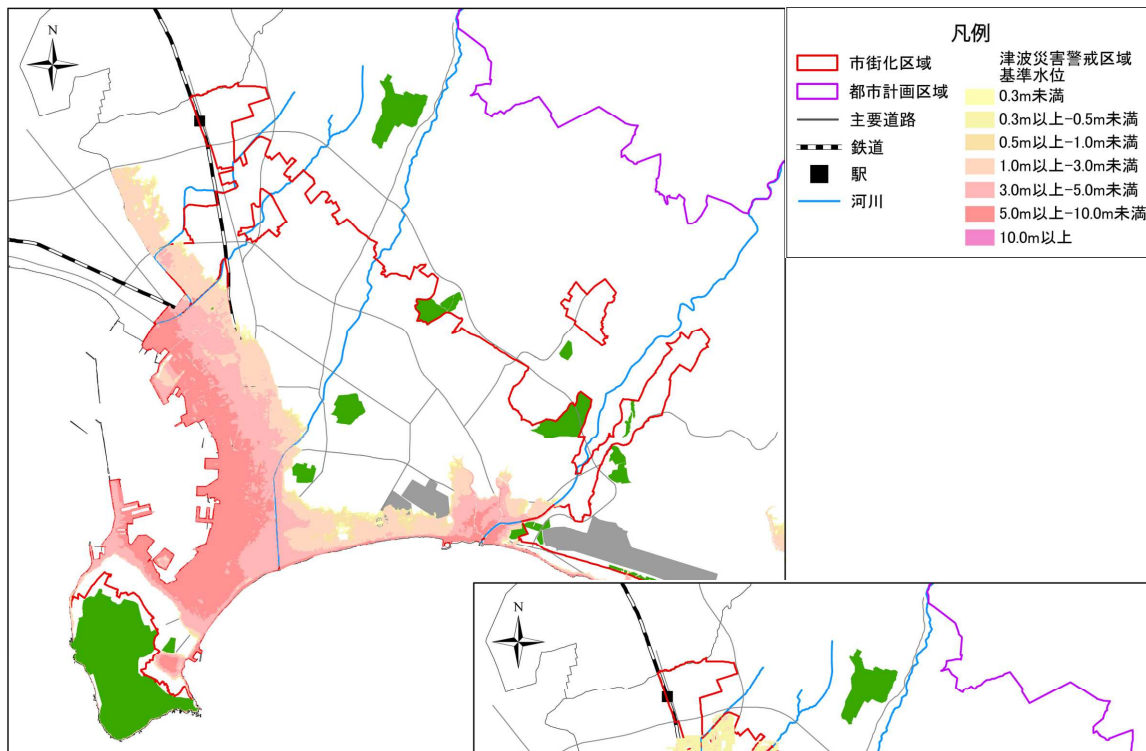 N
凡例
市街化区域
都市計画区域
主要道路
鉄道
駅
河川
津波災害警戒区域
基準水位
0.3m未満
0.3m以上-0.5m未満
0.5m以上-1.0m未満
1.0m以上-3.0m未満
3.0m以上-5.0m未満
5.0m以上-10.0m未満
10.0m以上
N